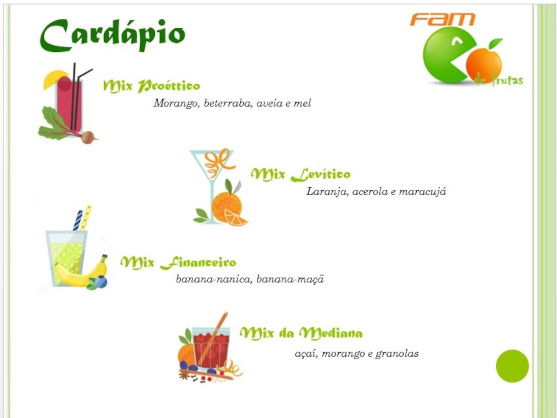 Cardápio
FAM
de frutas
Mix Proéttico
Morango, beterraba, aveia e mel
Mix Levítico
Laranja, acerola e maracujá
Mix Financeiro
banana-nanica, banana-maçã
Mix da Mediana
açaí, morango e granolas